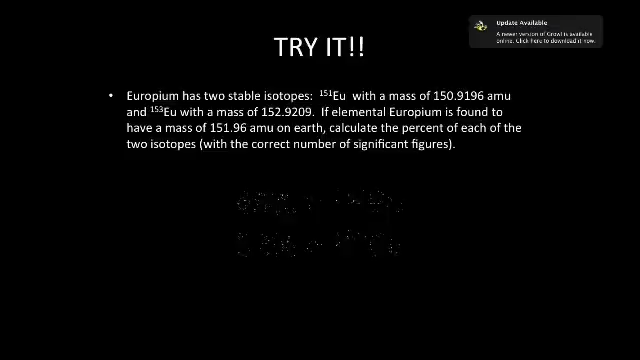 Update Available
A newer version of Growl is available
online. Click here to download it now.
TRY IT!!
• Europium has two stable isotopes: ¹⁵¹Eu with a mass of 150.9196 amu
and ¹⁵³Eu with a mass of 152.9209. If elemental Europium is found to
have a mass of 151.96 amu on earth, calculate the percent of each of the
two isotopes (with the correct number of significant figures).